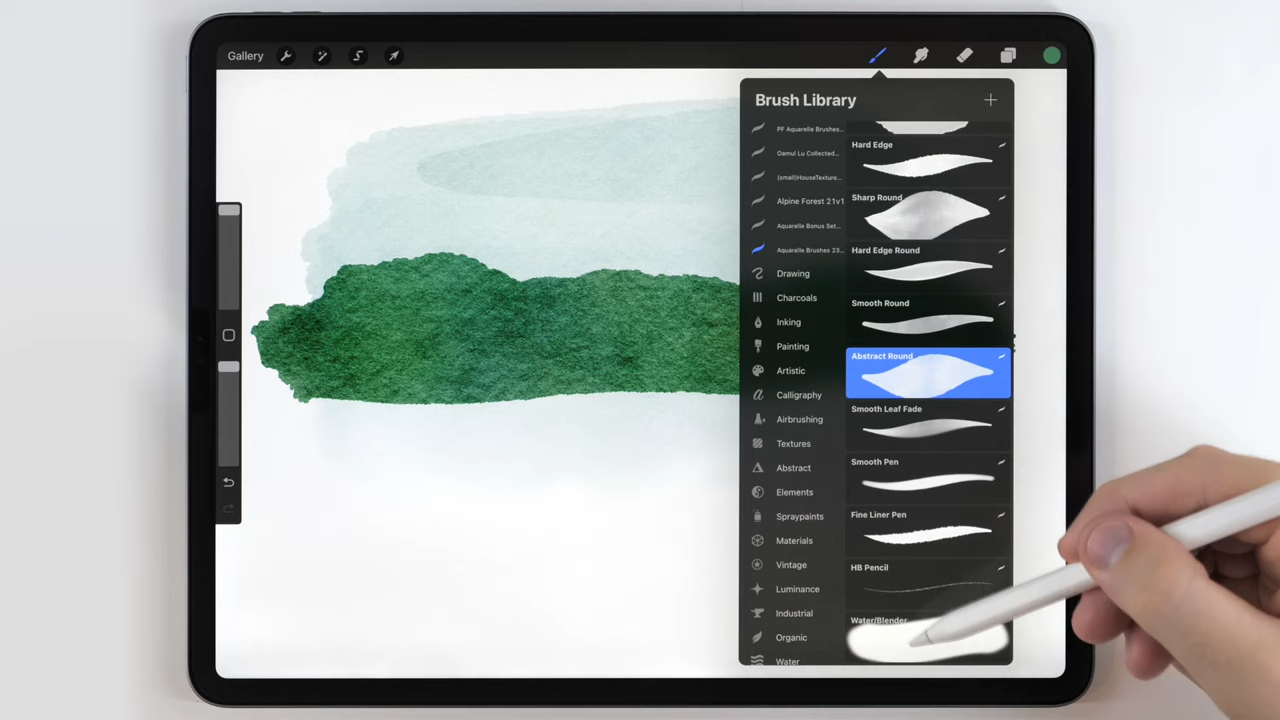 Gallery
Brush Library
PF Aquarelle Brushes...
Oamul Lu Collected...
(small)HouseTexture...
Alpine Forest 21v1
Aquarelle Bonus Set...
Aquarelle Brushes 23...
Drawing
Charcoals
Inking
Painting
Artistic
Calligraphy
Airbrushing
Textures
Abstract
Elements
Spraypaints
Materials
Vintage
Luminance
Industrial
Organic
Water
Hard Edge
Sharp Round
Hard Edge Round
Smooth Round
Abstract Round
Smooth Leaf Fade
Smooth Pen
Fine Liner Pen
HB Pencil
Water/Blender